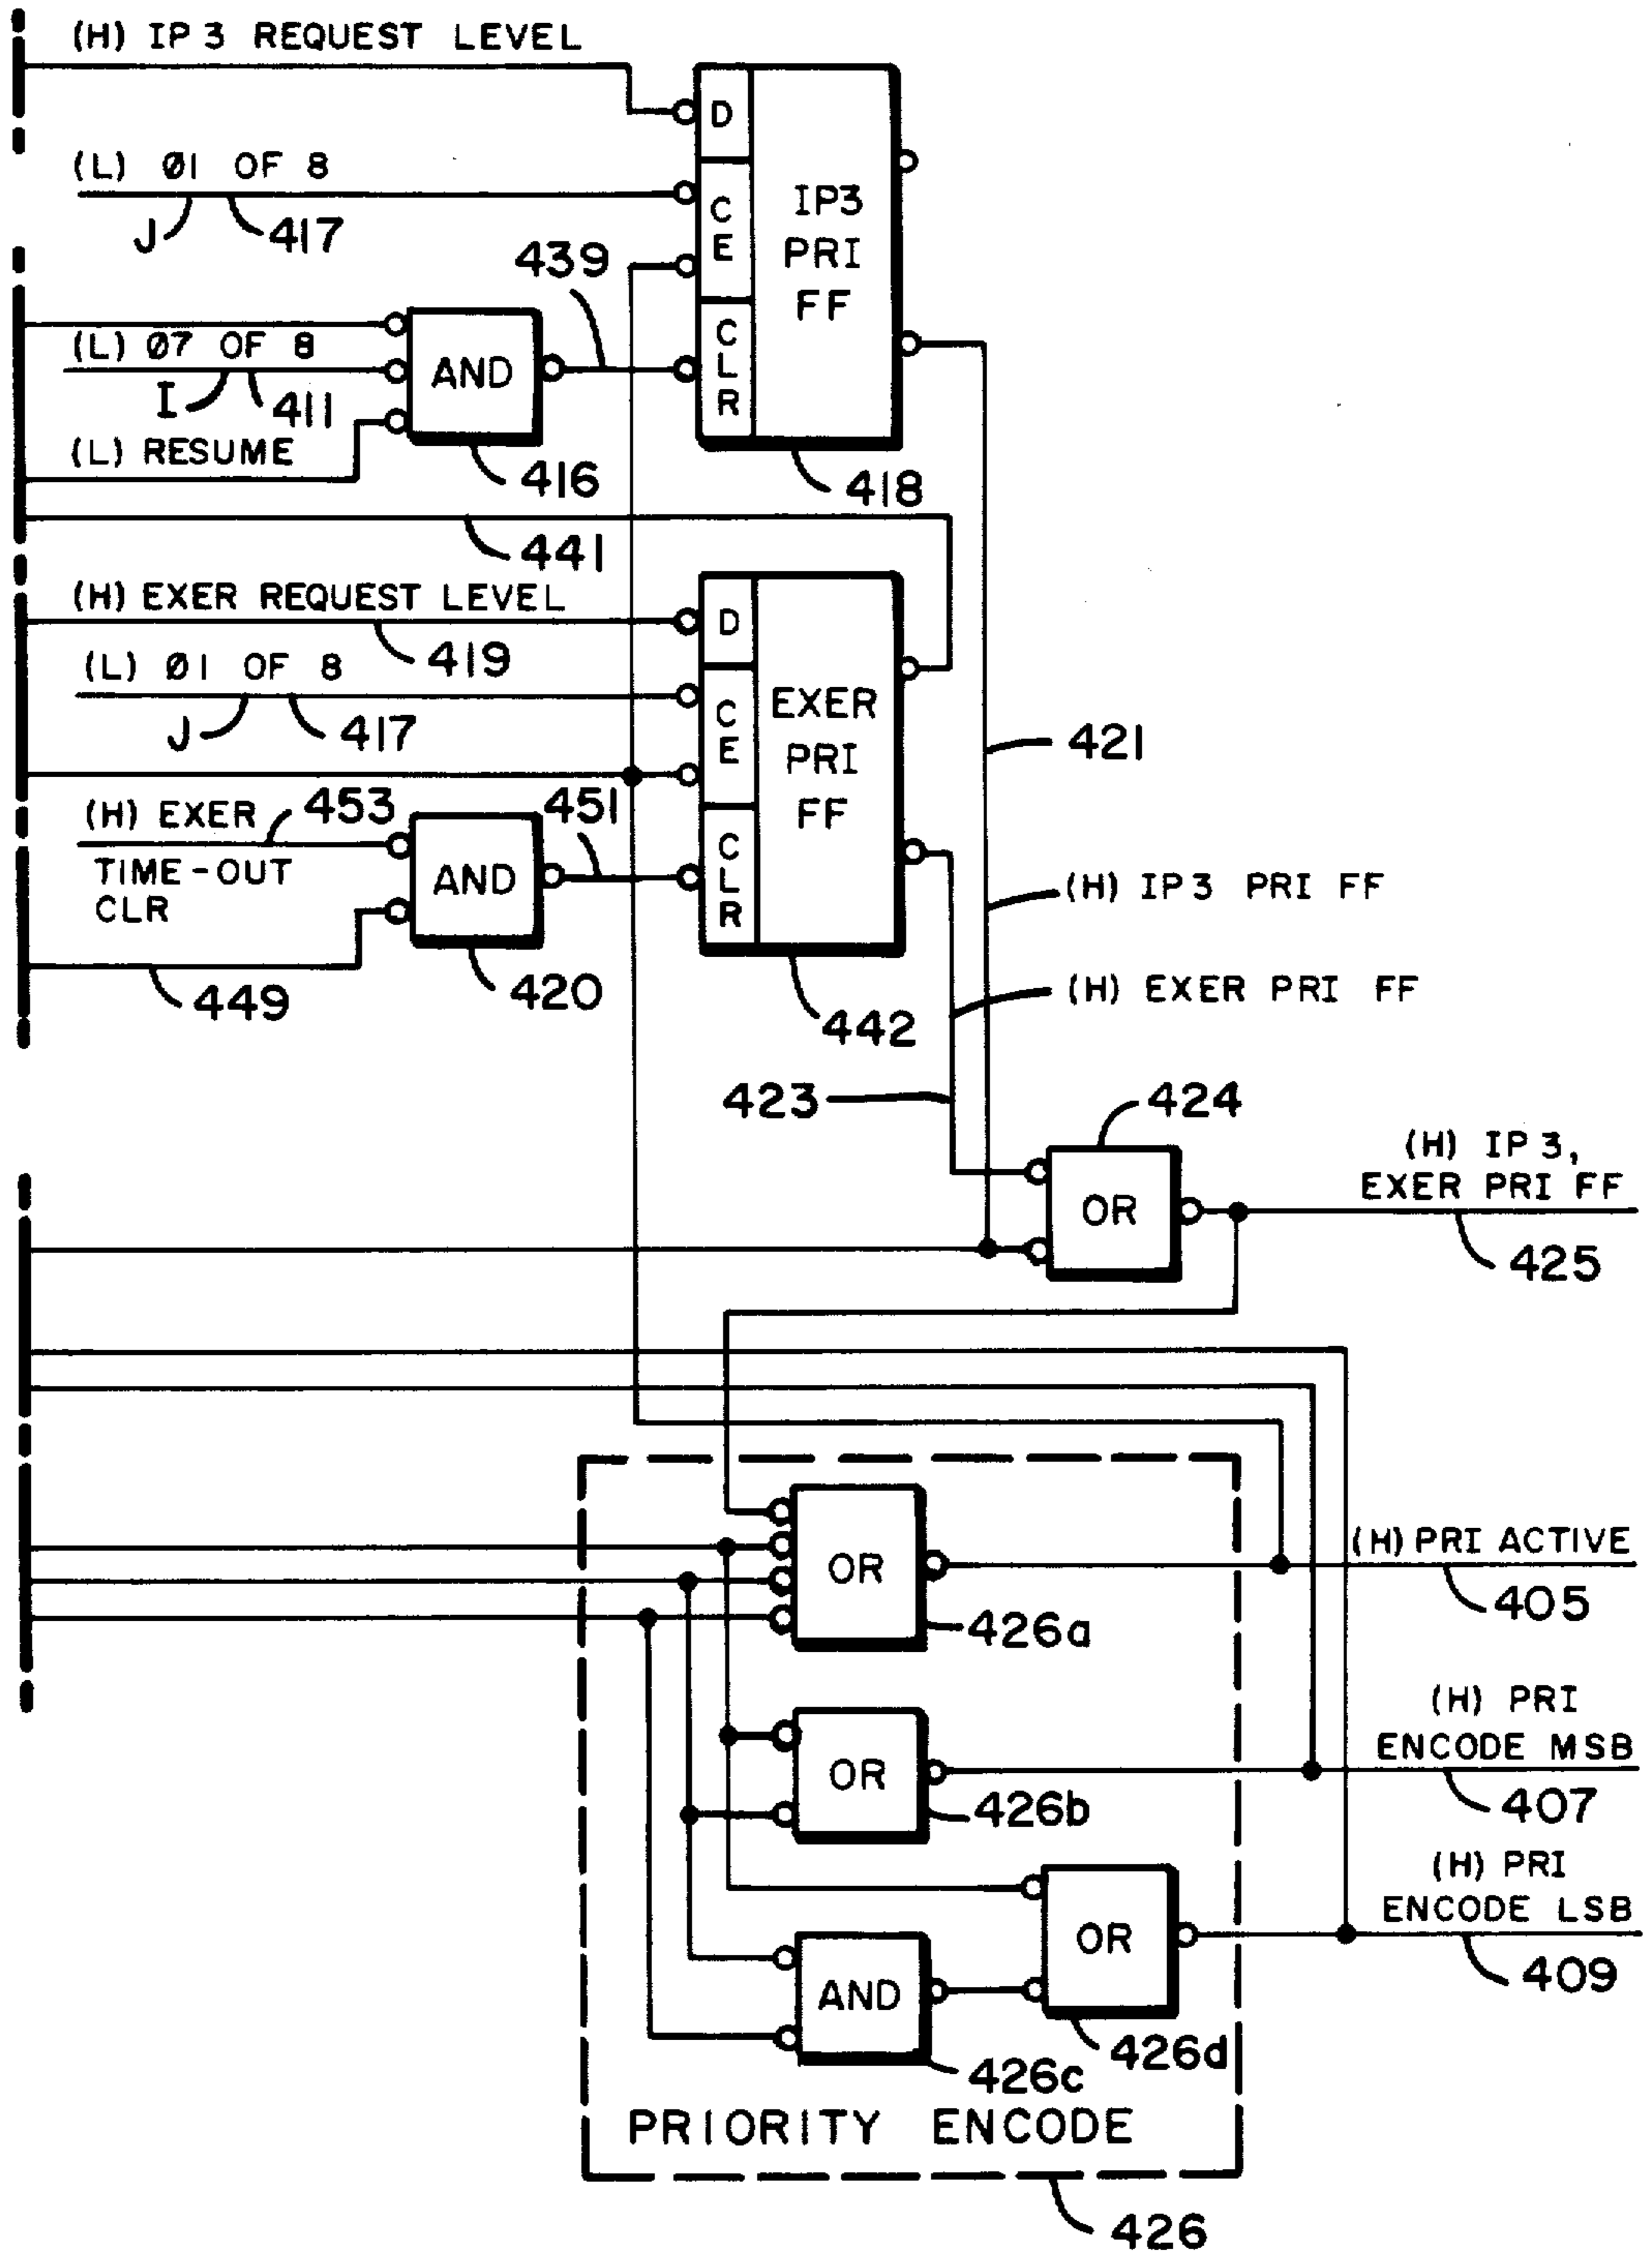 (H) IP 3 REQUEST LEVEL
D
(L) Ø1 OF 8
J
417
C
E
IP3
PRI
FF
439
C
L
R
(L) Ø7 OF 8
I
411
AND
(L) RESUME
416
418
441
(H) EXER REQUEST LEVEL
D
419
(L) Ø1 OF 8
J
417
C
E
EXER
PRI
FF
421
(H) EXER
TIME-OUT
CLR
453
451
AND
C
L
R
(H) IP3 PRI FF
449
420
442
(H) EXER PRI FF
423
424
OR
(H) IP 3,
EXER PRI FF
425
OR
(H) PRI ACTIVE
405
426a
OR
(H) PRI
ENCODE MSB
407
426b
OR
(H) PRI
ENCODE LSB
409
AND
426d
426c
PRIORITY ENCODE
426